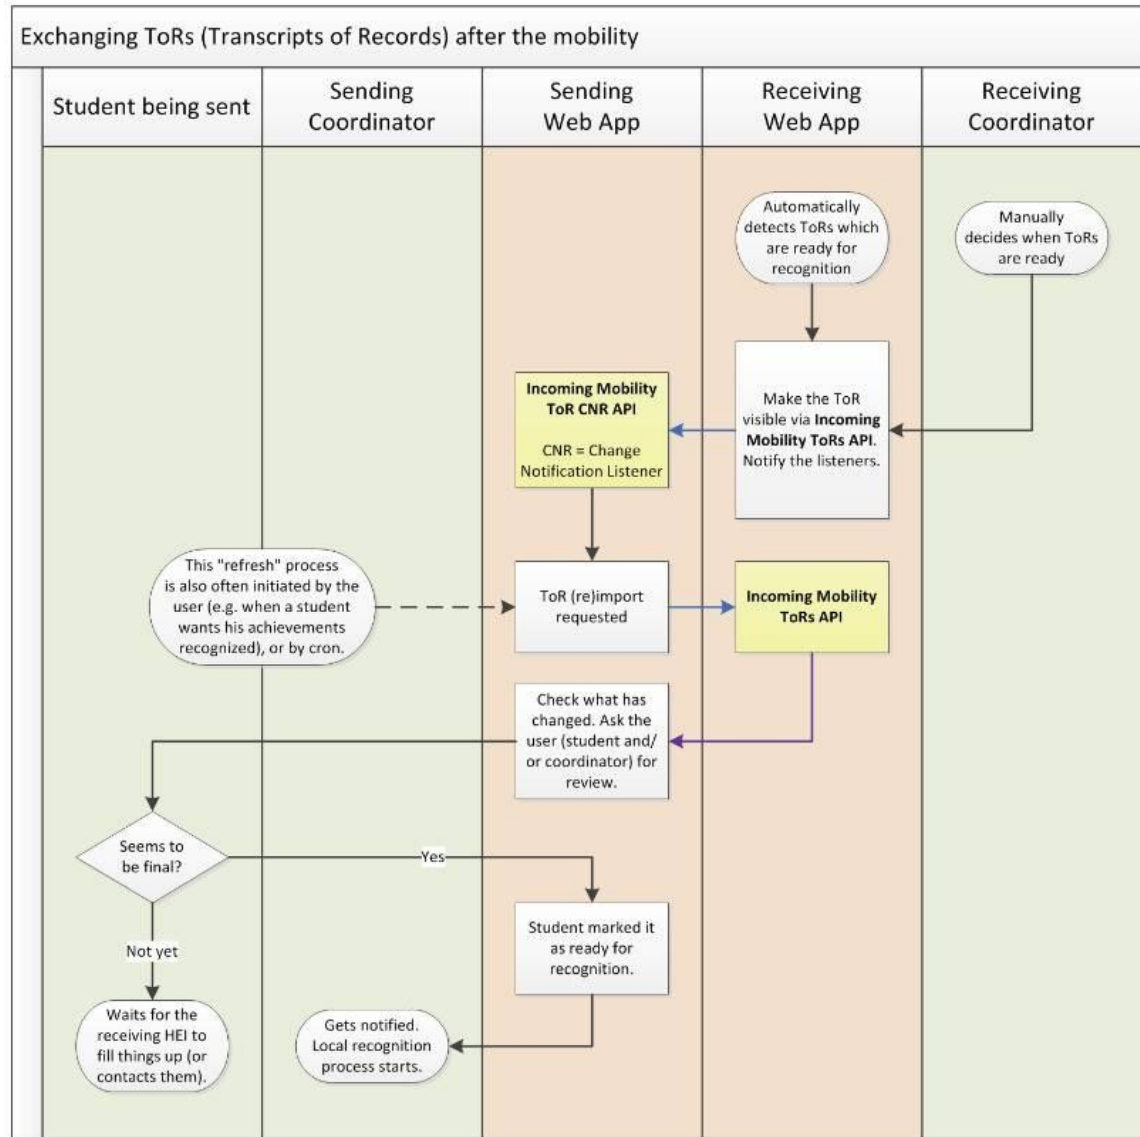 Exchanging ToRs (Transcripts of Records) after the mobility
Student being sent
Sending
Coordinator
Sending
Web App
Receiving
Web App
Receiving
Coordinator
Automatically
detects ToRs which
are ready for
recognition
Manually
decides when ToRs
are ready
Incoming Mobility
ToR CNR API
CNR = Change
Notification Listener
Make the ToR
visible via Incoming
Mobility ToRs API.
Notify the listeners.
This "refresh" process
is also often initiated by the
user (e.g. when a student
wants his achievements
recognized), or by cron.
ToR (re)import
requested
Incoming Mobility
ToRs API
Check what has
changed. Ask the
user (student and/
or coordinator) for
review.
Seems to
be final?
Yes
Not yet
Student marked it
as ready for
recognition.
Waits for the
receiving HEI to
fill things up (or
contacts them).
Gets notified.
Local recognition
process starts.